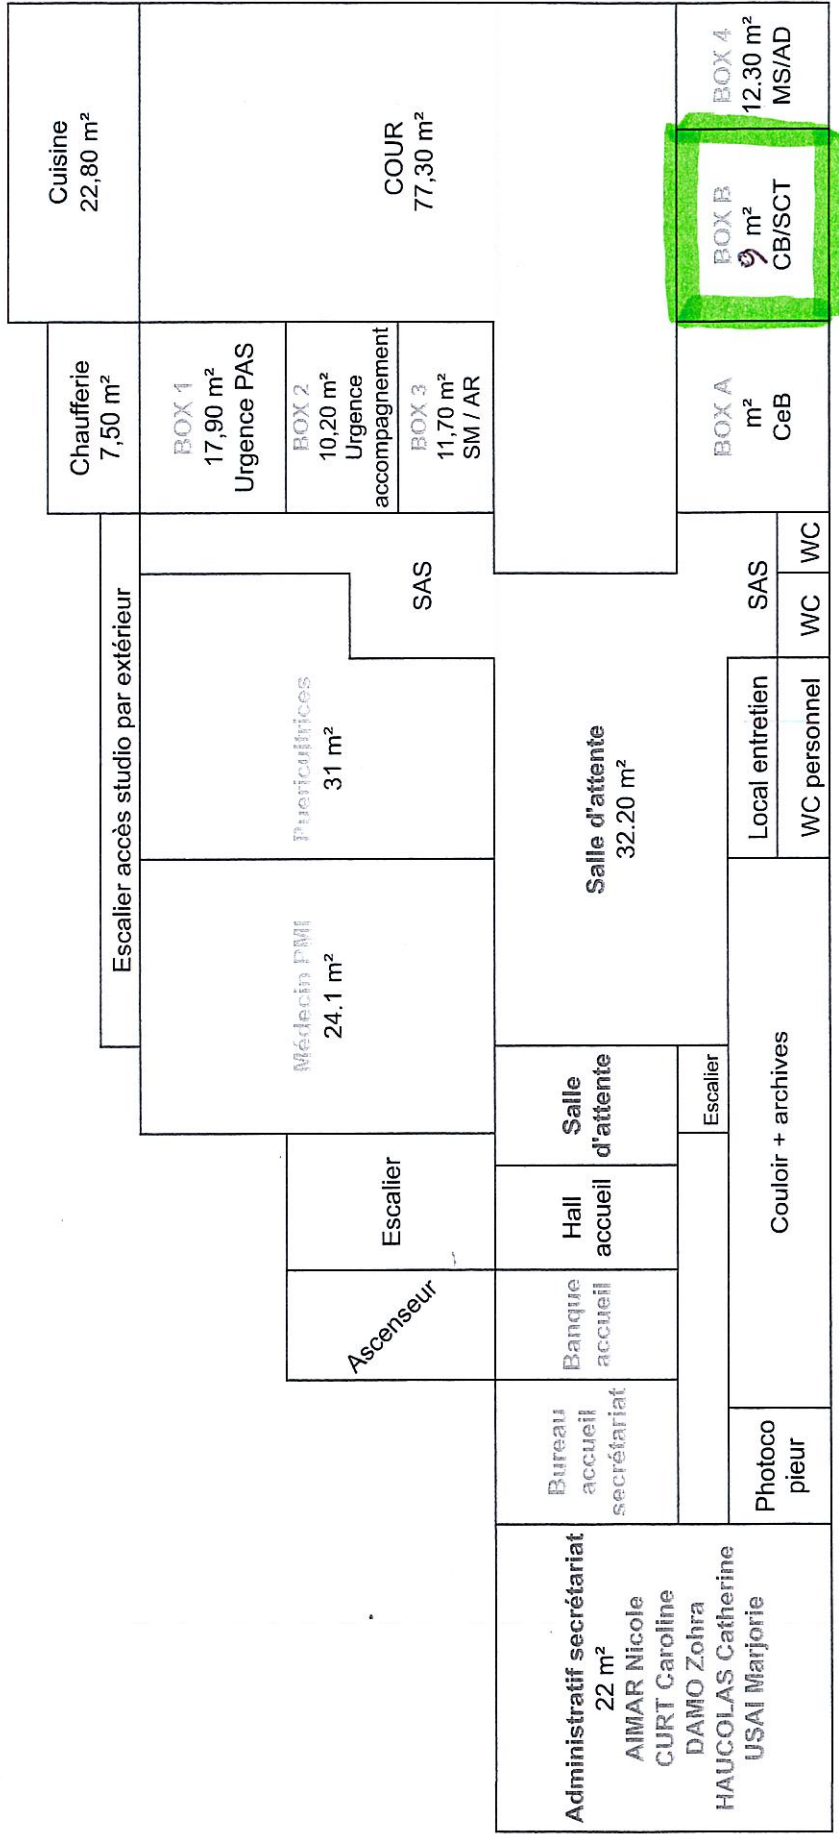 Cuisine
22,80 m²
COUR
77,30 m²
BOX 4
12.30 m²
MS/AD
BOX B
9 m²
CB/SCT
BOX A
m²
CeB
Chaufferie
7,50 m²
BOX 1
17,90 m²
Urgence PAS
BOX 2
10,20 m²
Urgence
accompagnement
BOX 3
11,70 m²
SM / AR
Escalier accès studio par extérieur
SAS
Puéricultrices
31 m²
Médecin PMI
24.1 m²
Salle d'attente
32.20 m²
SAS
WC
WC
Local entretien
WC personnel
Escalier
Ascenseur
Salle
d'attente
Hall
accueil
Banque
accueil
Bureau
accueil
secrétariat
Escalier
Couloir + archives
Photoco
pieur
Administratif secrétariat
22 m²
AIMAR Nicole
CURT Caroline
DAMO Zohra
HAUCOLAS Catherine
USAI Marjorie